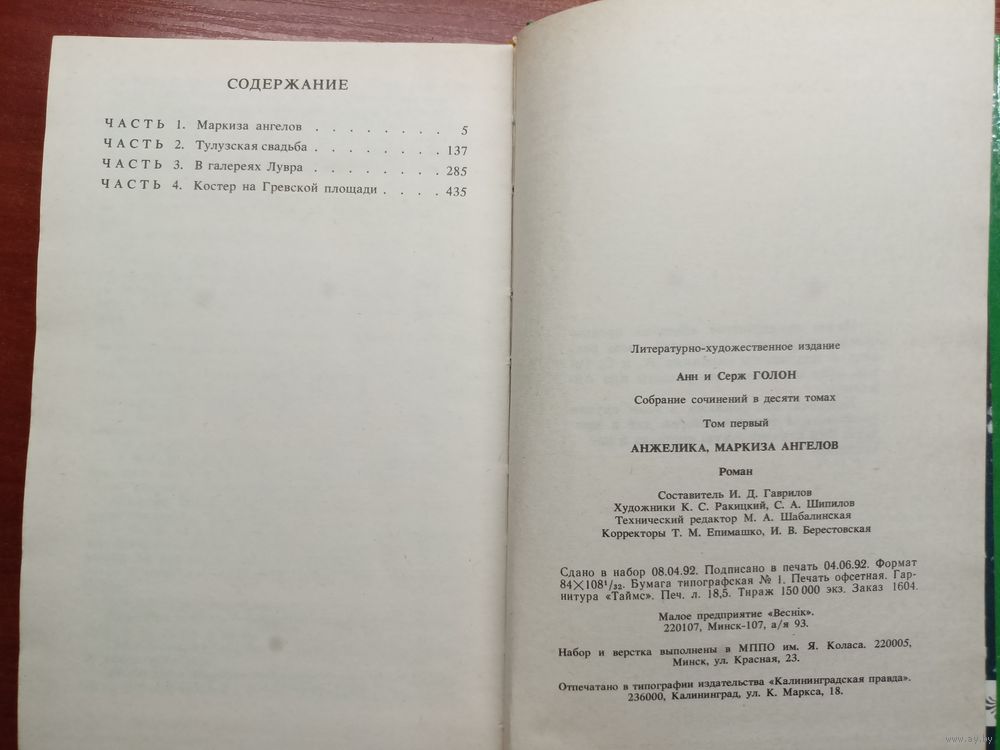 СОДЕРЖАНИЕ
ЧАСТЬ 1. Маркиза ангелов . . . . . . . . 5
ЧАСТЬ 2. Тулузская свадьба . . . . . . . . 137
ЧАСТЬ 3. В галереях Лувра . . . . . . . . 285
ЧАСТЬ 4. Костер на Гревской площади . . . . 435
Литературно-художественное издание
Анн и Серж ГОЛОН
Собрание сочинений в десяти томах
Том первый
АНЖЕЛИКА, МАРКИЗА АНГЕЛОВ
Роман
Составитель И. Д. Гаврилов
Художники К. С. Ракицкий, С. А. Шипилов
Технический редактор М. А. Шабалинская
Корректоры Т. М. Епимашко, И. В. Берестовская
Сдано в набор 08.04.92. Подписано в печать 04.06.92. Формат
84×108¹/₃₂. Бумага типографская № 1. Печать офсетная. Гар-
нитура «Таймс». Печ. л. 18,5. Тираж 150 000 экз. Заказ 1604.
Малое предприятие «Веснiк».
220107, Минск-107, а/я 93.
Набор и верстка выполнены в МППО им. Я. Коласа. 220005,
Минск, ул. Красная, 23.
Отпечатано в типографии издательства «Калининградская правда».
236000, Калининград, ул. К. Маркса, 18.
www.ay.by